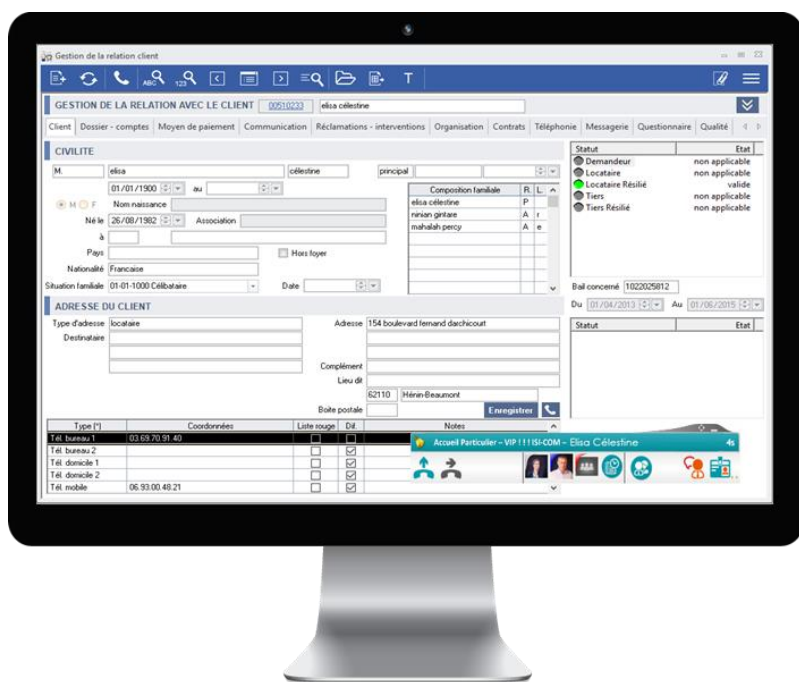 Gestion de la relation client
ABC 123 T
GESTION DE LA RELATION AVEC LE CLIENT 00510233 elisa célestine
Client Dossier - comptes Moyen de paiement Communication Réclamations - interventions Organisation Contrats Téléphonie Messagerie Questionnaire Qualité
CIVILITE
M. elisa célestine principal
01/01/1900 au
M F Nom naissance
Né le 26/08/1982 Association
à
Pays Hors foyer
Nationalité Francaise
Situation familiale 01-01-1000 Célibataire Date
Composition familiale R. L.
elisa célestine P
ninian gintare A r
mahalah percy A e
Statut Etat
Demandeur non applicable
Locataire non applicable
Locataire Résilié valide
Tiers non applicable
Tiers Résilié non applicable
Bail concerné 1022025812
Du 01/04/2013 Au 01/06/2015
Statut Etat
ADRESSE DU CLIENT
Type d'adresse locataire Adresse 154 boulevard fernand darchicourt
Destinataire
Complément
Lieu dit
62110 Hénin-Beaumont
Boite postale Enregistrer
Type (*) Coordonnées Liste rouge Dif. Notes
Tél. bureau 1 03.69.70.91.40
Tél. bureau 2
Tél. domicile 1
Tél. domicile 2
Tél. mobile 06.93.00.48.21
Accueil Particulier – VIP ! ! ! ISI-COM – Elisa Célestine 4s